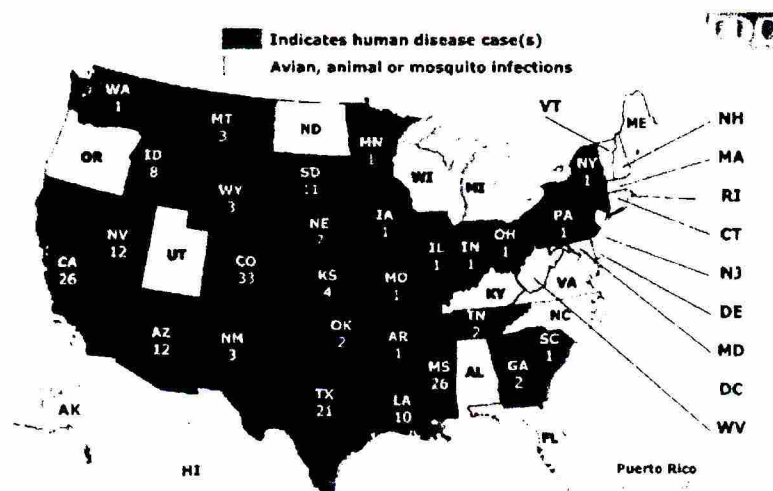 Indicates human disease case(s)
Avian, animal or mosquito infections
WA
1
MT
3
ND
MN
1
VT
ME
NH
OR
ID
8
SD
11
WI
MI
NY
1
MA
WY
3
RI
NV
12
NE
IA
1
IL
1
IN
1
OH
1
PA
1
CT
CA
26
UT
CO
33
KS
4
MO
1
KY
VA
NJ
DE
AZ
12
NM
3
OK
2
AR
1
TN
2
NC
SC
1
MD
MS
26
AL
GA
2
DC
TX
21
LA
10
WV
AK
HI
FL
Puerto Rico